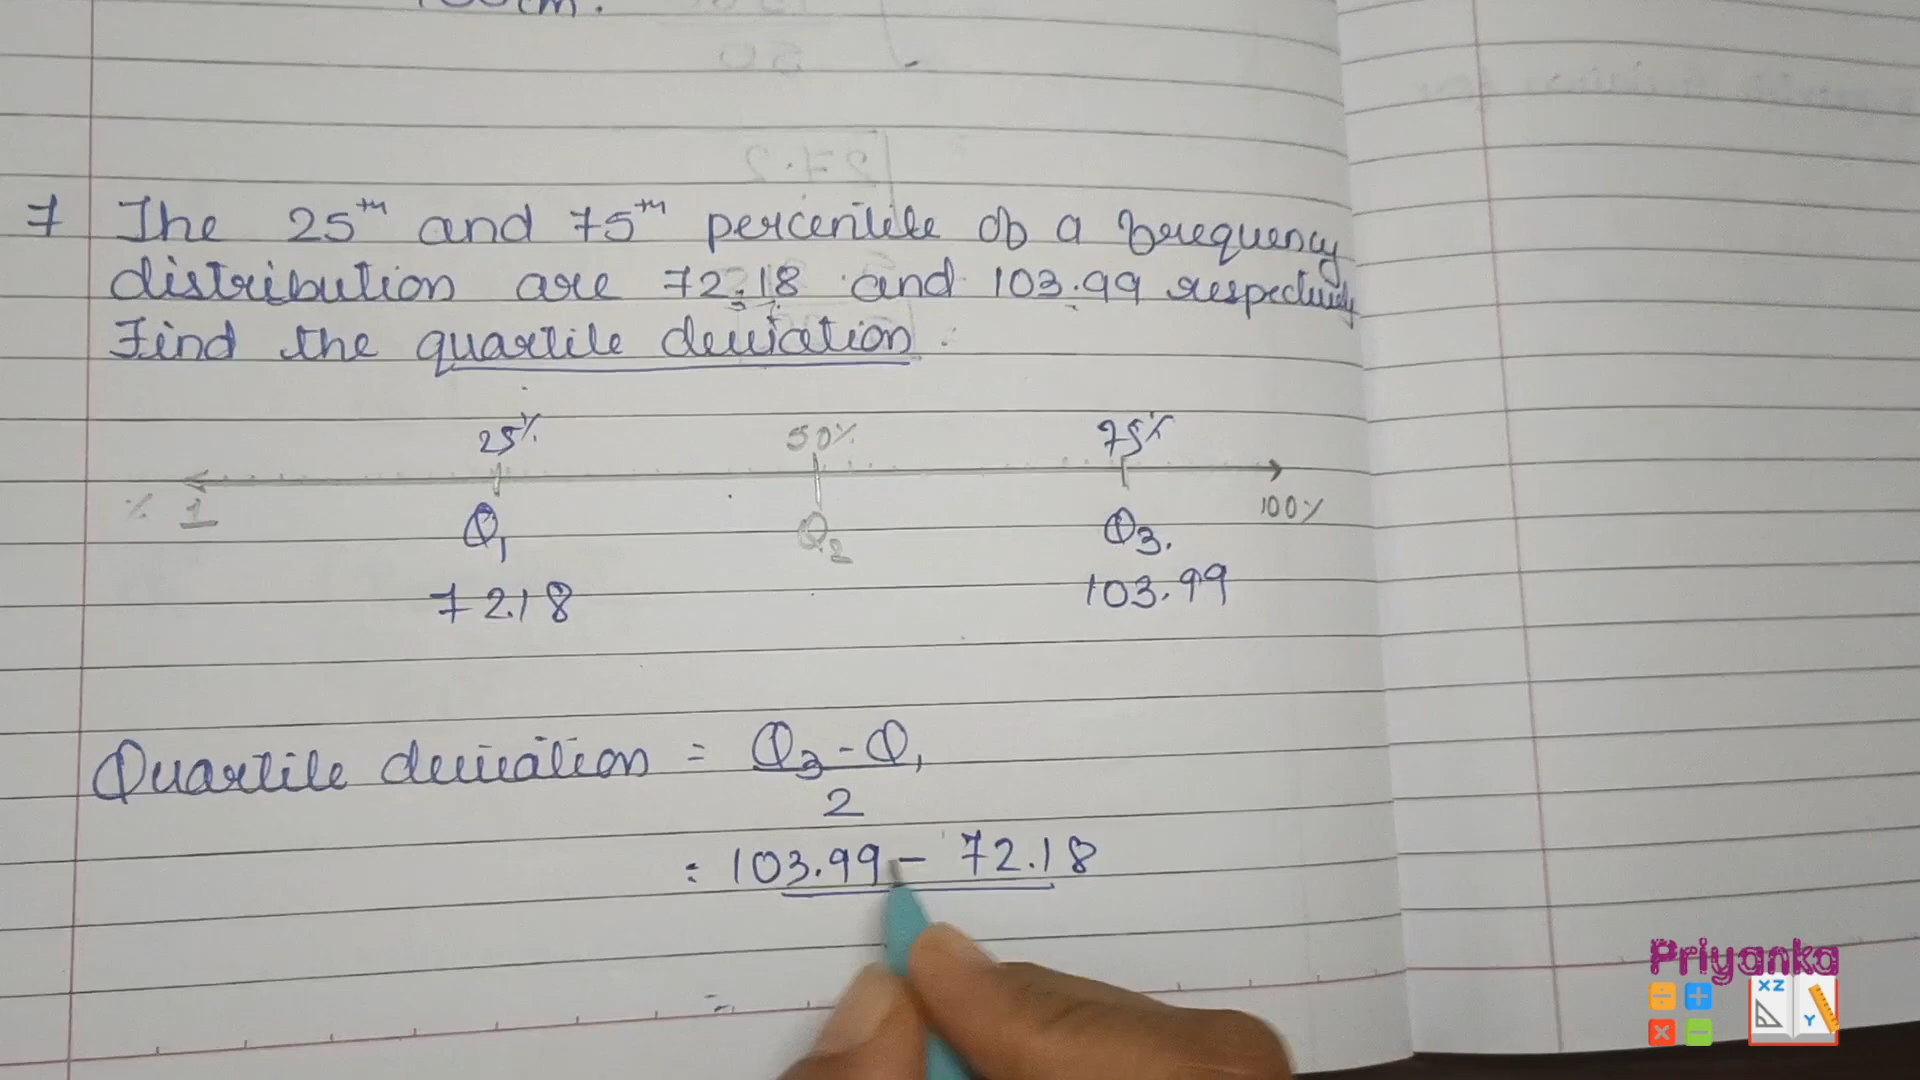 7 The 25th and 75th percentile of a frequency
distribution are 72.18 and 103.99 respectively
Find the quartile deviation.
25% 50% 75%
% 1 100%
Q1 Q2 Q3.
72.18 103.99
Quartile deviation = Q3 - Q1
2
= 103.99 - 72.18
=
Priyanka
XZ
Y